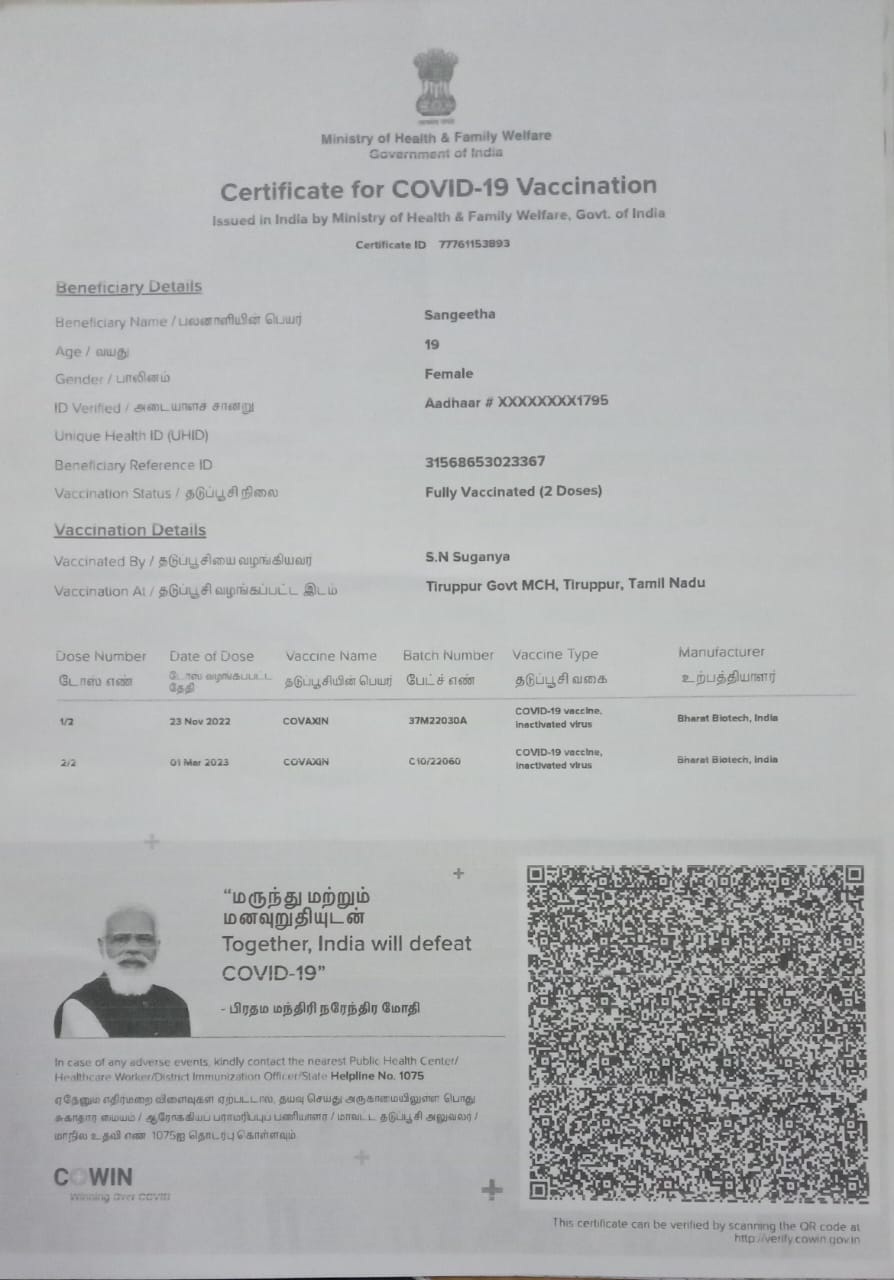 Ministry of Health & Family Welfare
Government of India
Certificate for COVID-19 Vaccination
Issued in India by Ministry of Health & Family Welfare, Govt. of India
Certificate ID 77761153893
Beneficiary Details
Beneficiary Name / பலனாளியின் பெயர் Sangeetha
Age / வயது 19
Gender / பாலினம் Female
ID Verified / அடையாளச் சான்று Aadhaar # XXXXXXXX1795
Unique Health ID (UHID)
Beneficiary Reference ID 31568653023367
Vaccination Status / தடுப்பூசி நிலை Fully Vaccinated (2 Doses)
Vaccination Details
Vaccinated By / தடுப்பூசியை வழங்கியவர் S.N Suganya
Vaccination At / தடுப்பூசி வழங்கப்பட்ட இடம் Tiruppur Govt MCH, Tiruppur, Tamil Nadu
Dose Number Date of Dose Vaccine Name Batch Number Vaccine Type Manufacturer
டோஸ் எண் டோஸ் வழங்கப்பட்ட தேதி தடுப்பூசியின் பெயர் பேட்ச் எண் தடுப்பூசி வகை உற்பத்தியாளர்
1/2 23 Nov 2022 COVAXIN 37M22030A COVID-19 vaccine, inactivated virus Bharat Biotech, India
2/2 01 Mar 2023 COVAXIN C10/22060 COVID-19 vaccine, inactivated virus Bharat Biotech, India
“மருந்து மற்றும்
மனவுறுதியுடன்
Together, India will defeat
COVID-19”
- பிரதம மந்திரி நரேந்திர மோதி
In case of any adverse events, kindly contact the nearest Public Health Center/
Healthcare Worker/District Immunization Officer/State Helpline No. 1075
ஏதேனும் எதிர்மறை விளைவுகள் ஏற்பட்டால், தயவு செய்து அருகாமையிலுள்ள பொது
சுகாதார மையம் / ஆரோக்கியப் பராமரிப்புப் பணியாளர் / மாவட்ட தடுப்பூசி அலுவலர் /
மாநில உதவி எண் 1075ஐ தொடர்பு கொள்ளவும்
COWIN
Winning Over COVID
This certificate can be verified by scanning the QR code at
http://verify.cowin.gov.in